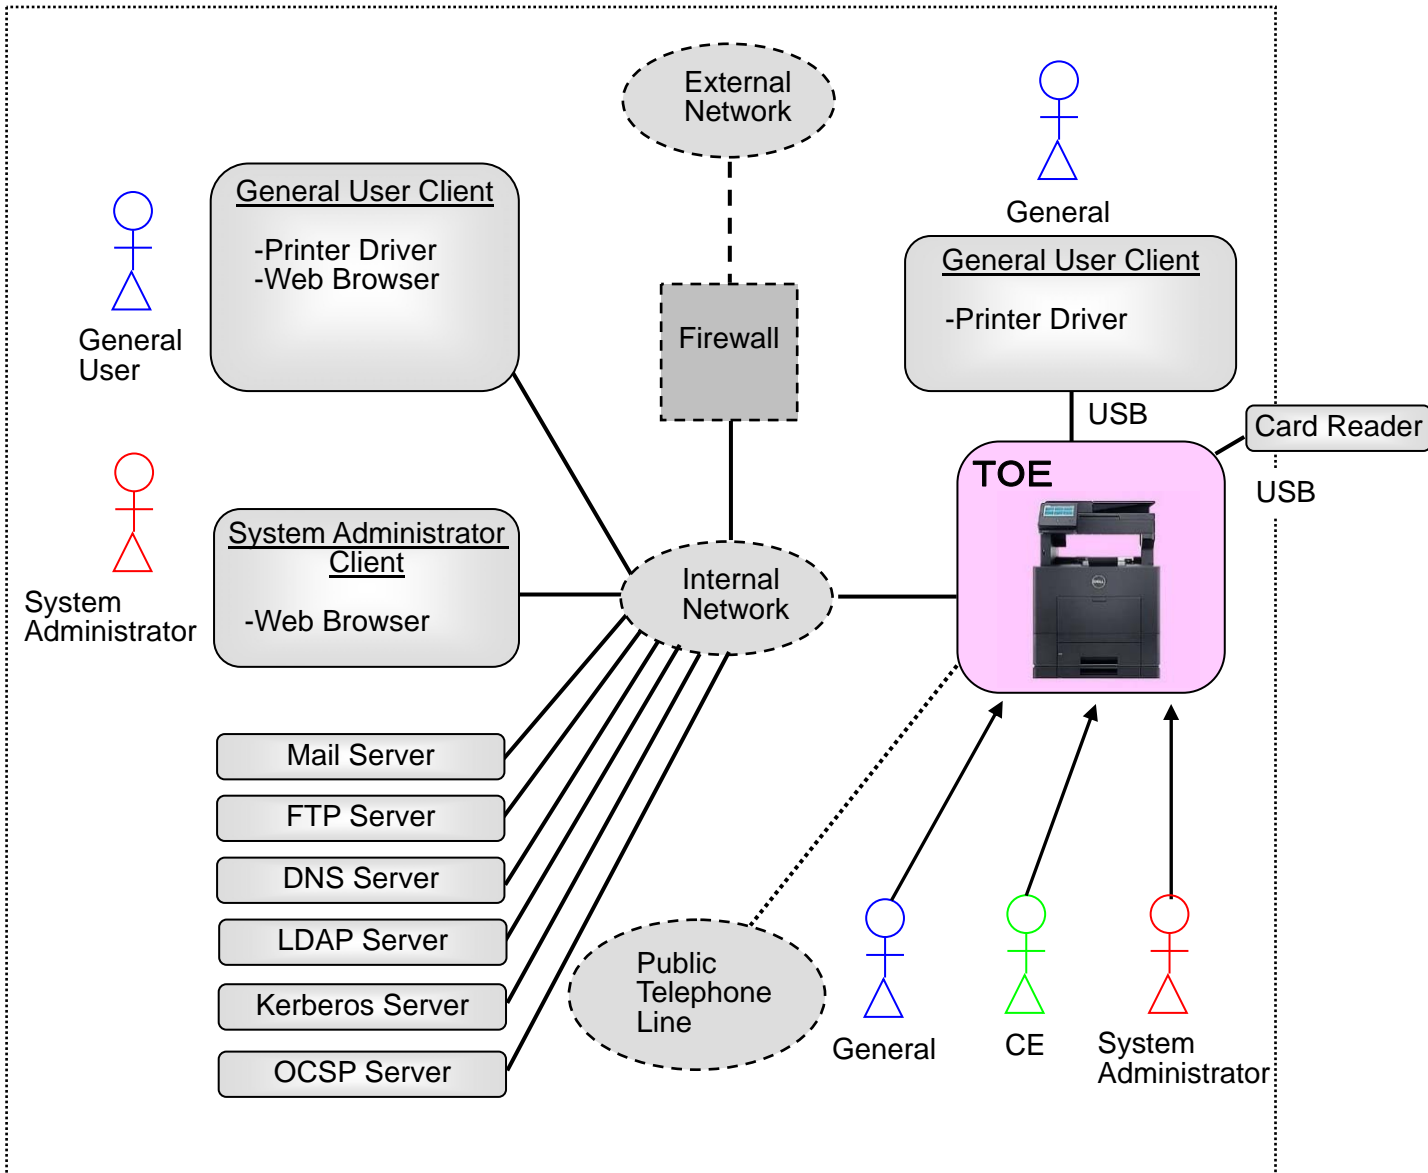 External
Network
General
General User Client
-Printer Driver
-Web Browser
General
User
General User Client
-Printer Driver
Firewall
USB
Card Reader
USB
TOE
DELL
System Administrator
Client
-Web Browser
System
Administrator
Internal
Network
Mail Server
FTP Server
DNS Server
LDAP Server
Kerberos Server
OCSP Server
Public
Telephone
Line
General
CE
System
Administrator